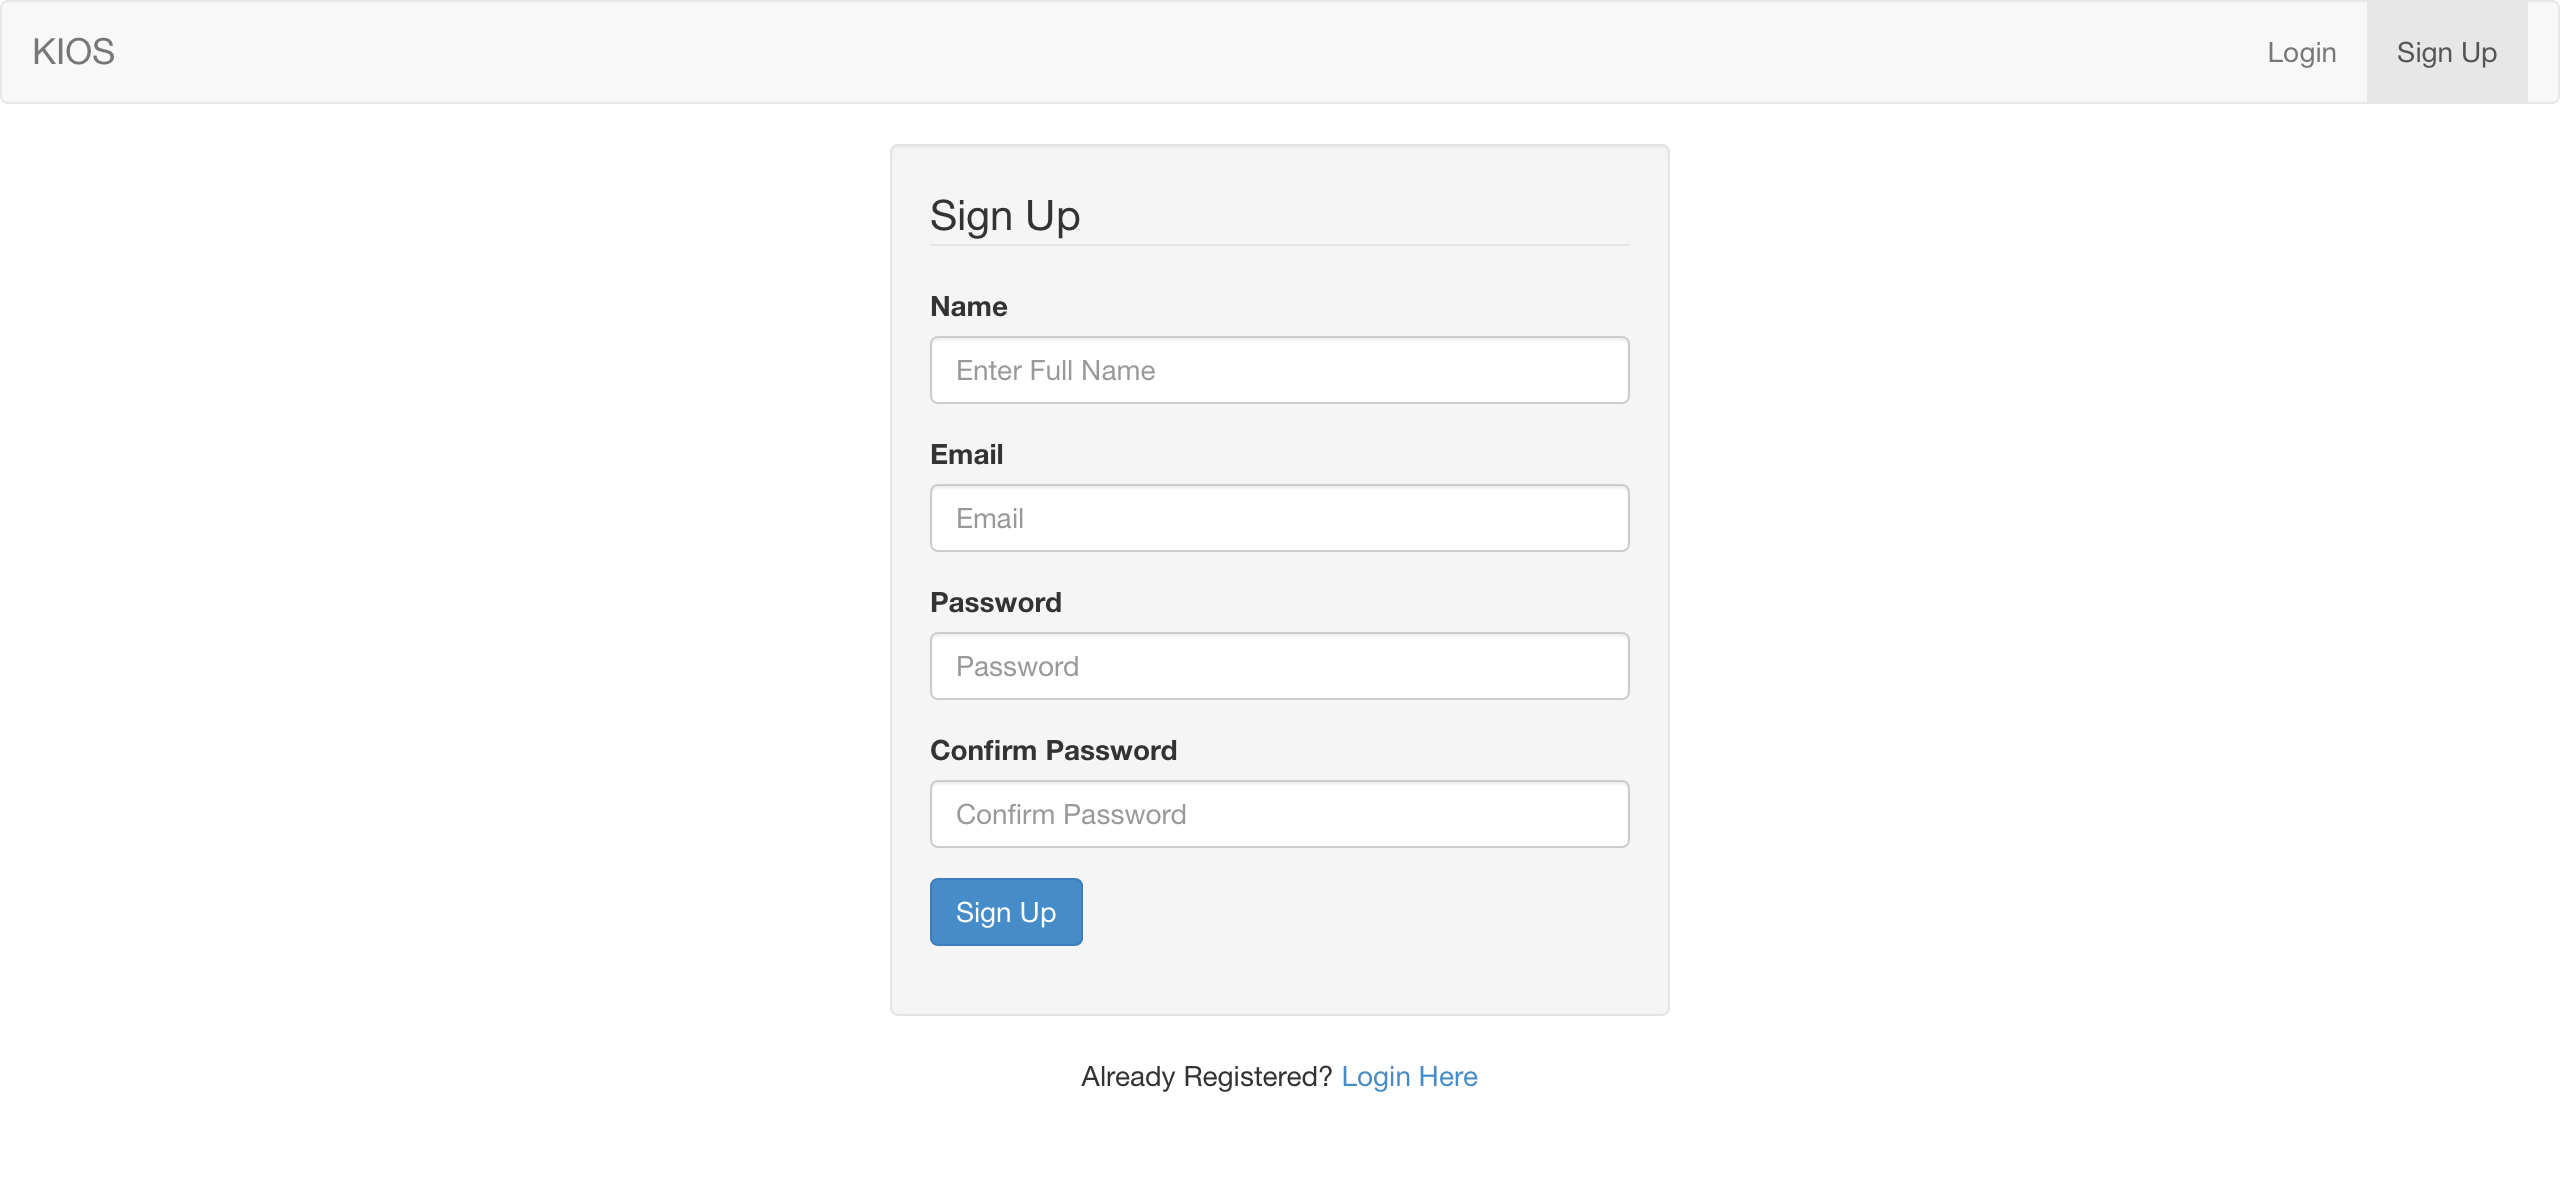 KIOS
Login
Sign Up
Sign Up
Name
Enter Full Name
Email
Email
Password
Password
Confirm Password
Confirm Password
Sign Up
Already Registered? Login Here